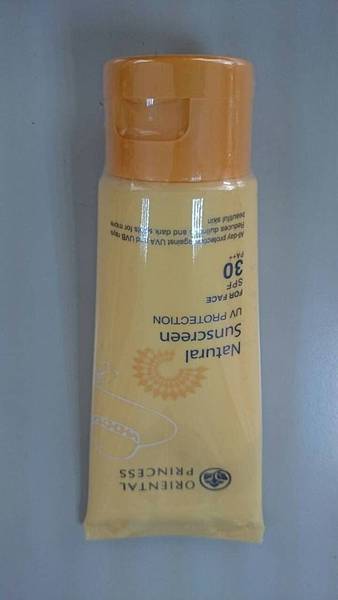 ORIENTAL
PRINCESS
Natural
Sunscreen
UV PROTECTION
FOR FACE
SPF
30
PA++
All-day protection against UVA and UVB rays
Reduces dullness and dark spots for more
beautiful skin